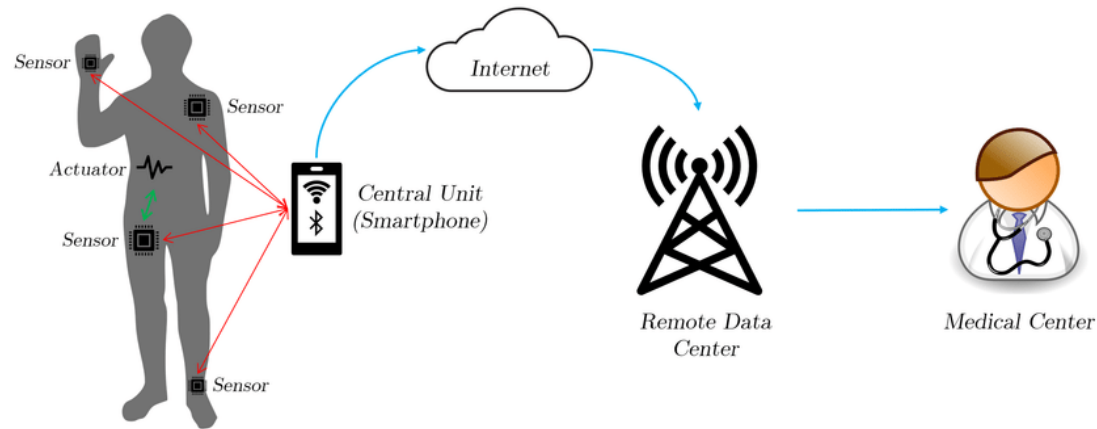 Sensor
Sensor
Actuator
Sensor
Sensor
Central Unit
(Smartphone)
Internet
Remote Data
Center
Medical Center